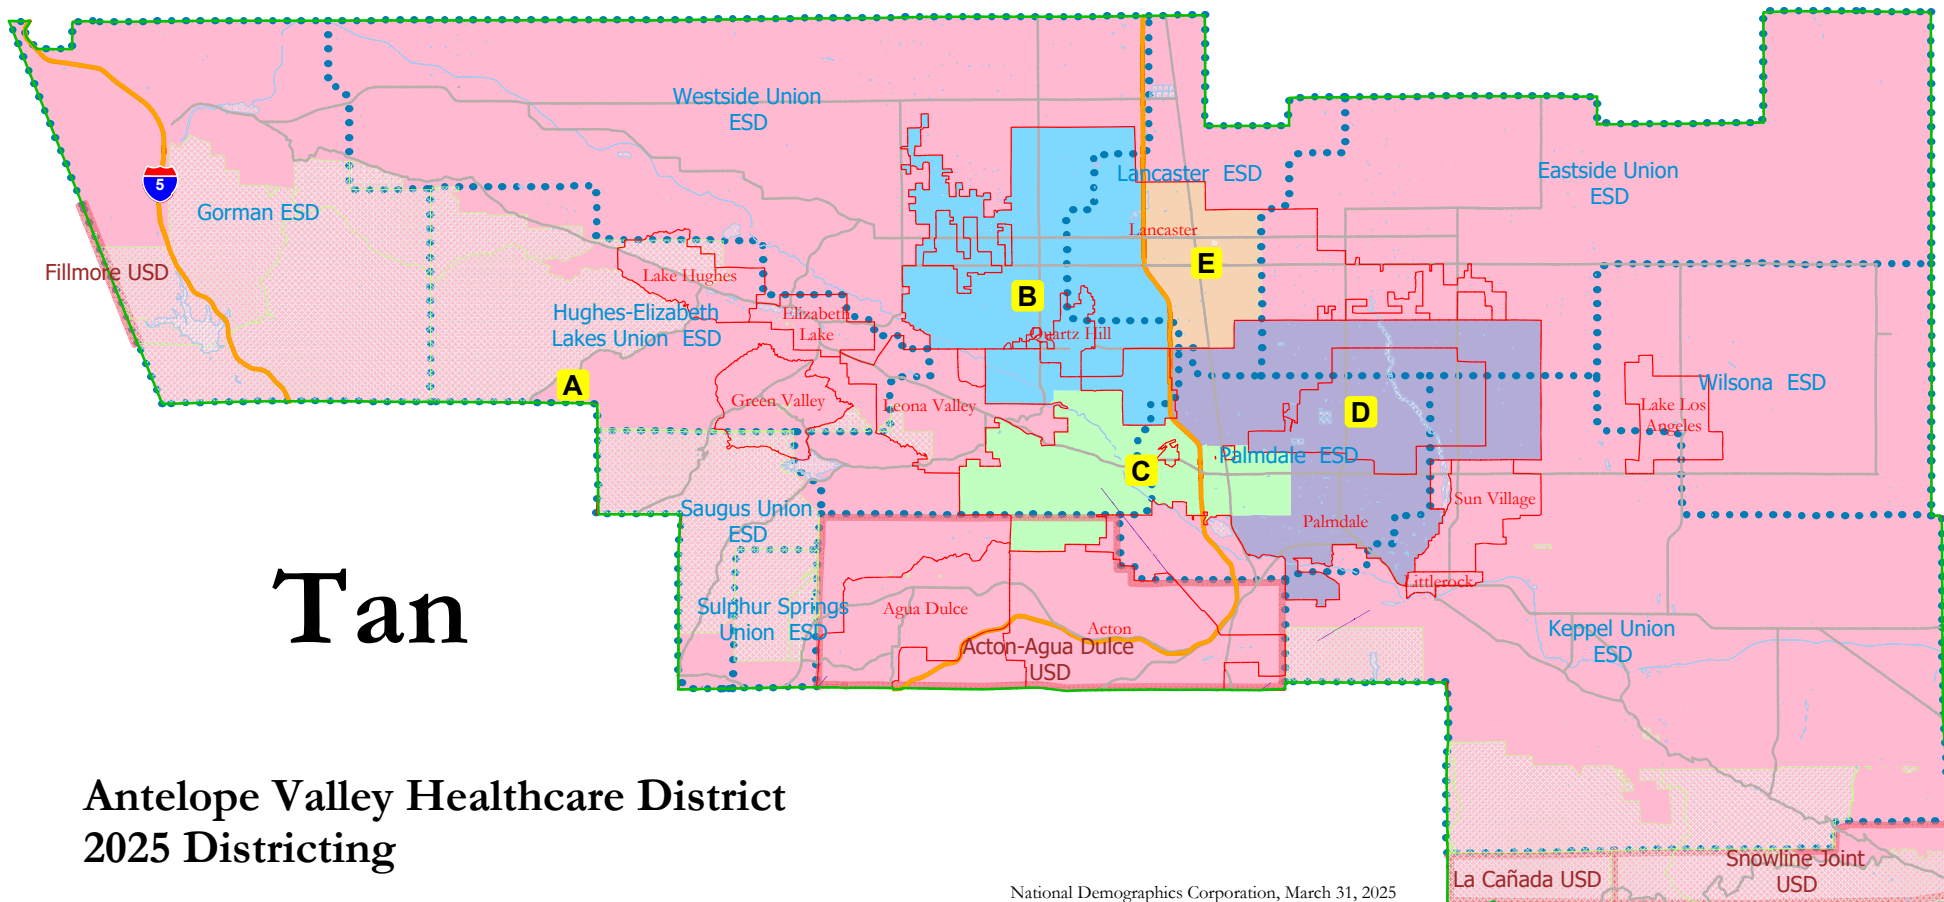 Westside Union
ESD
Lancaster ESD
Eastside Union
ESD
5
Gorman ESD
Lancaster
Fillmore USD
Lake Hughes
E
B
Hughes-Elizabeth
Lakes Union ESD
Elizabeth
Lake
Quartz Hill
A
Wilsona ESD
Green Valley
Leona Valley
D
Lake Los
Angeles
C
Palmdale ESD
Sun Village
Saugus Union
ESD
Palmdale
Littlerock
Tan
Sulphur Springs
Union ESD
Agua Dulce
Acton
Acton-Agua Dulce
USD
Keppel Union
ESD
Antelope Valley Healthcare District
2025 Districting
Snowline Joint
USD
La Cañada USD
National Demographics Corporation, March 31, 2025